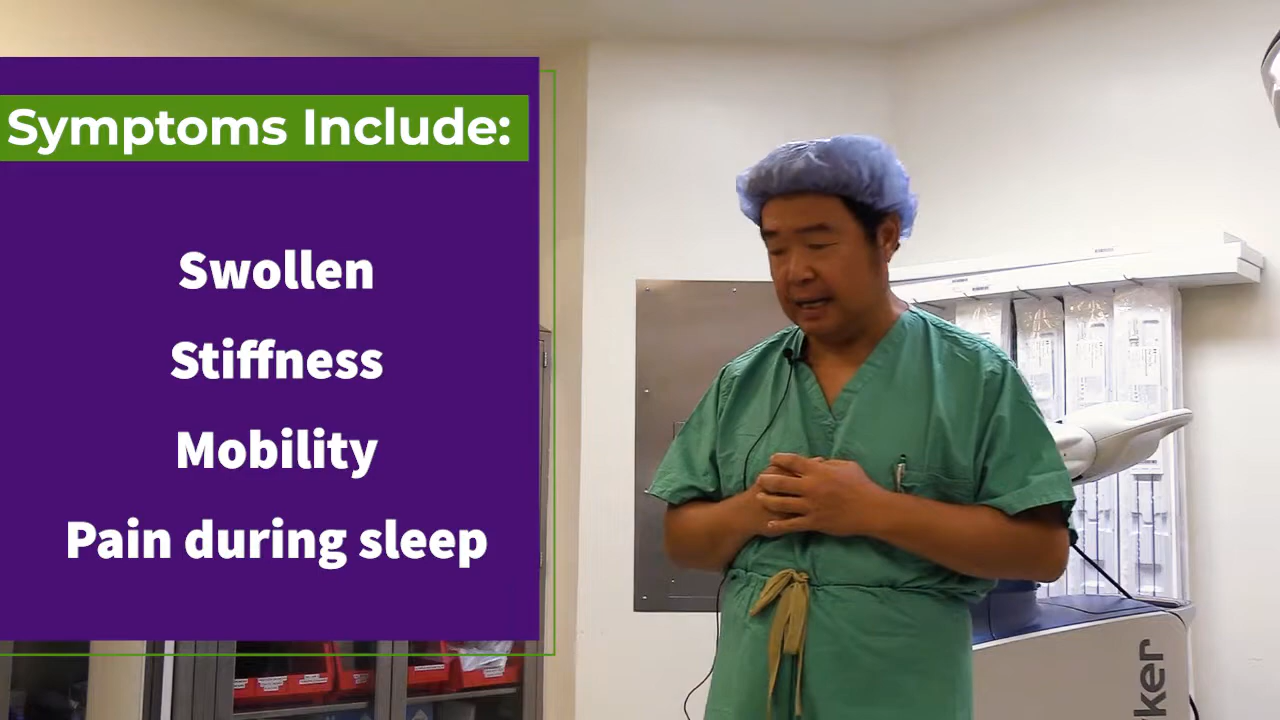 Symptoms Include:
Swollen
Stiffness
Mobility
Pain during sleep
ker